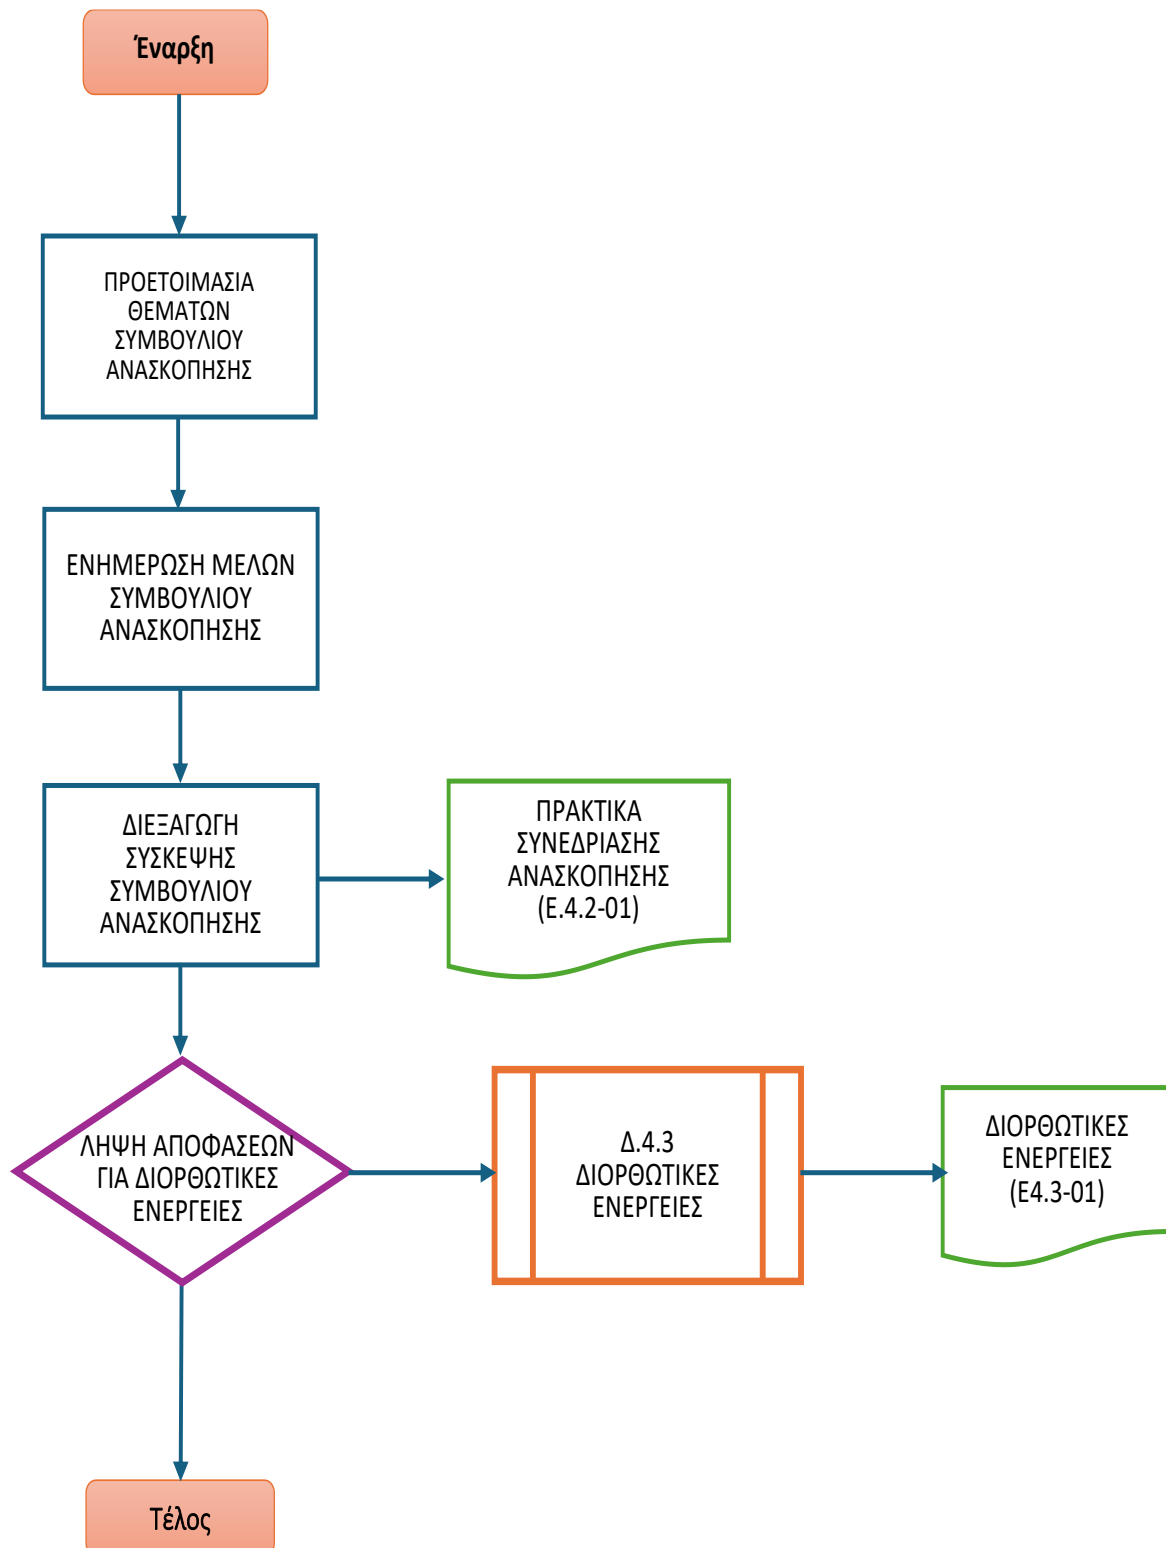 Έναρξη
ΠΡΟΕΤΟΙΜΑΣΙΑ
ΘΕΜΑΤΩΝ
ΣΥΜΒΟΥΛΙΟΥ
ΑΝΑΣΚΟΠΗΣΗΣ
ΕΝΗΜΕΡΩΣΗ ΜΕΛΩΝ
ΣΥΜΒΟΥΛΙΟΥ
ΑΝΑΣΚΟΠΗΣΗΣ
ΔΙΕΞΑΓΩΓΗ
ΣΥΣΚΕΨΗΣ
ΣΥΜΒΟΥΛΙΟΥ
ΑΝΑΣΚΟΠΗΣΗΣ
ΠΡΑΚΤΙΚΑ
ΣΥΝΕΔΡΙΑΣΗΣ
ΑΝΑΣΚΟΠΗΣΗΣ
(Ε.4.2-01)
ΛΗΨΗ ΑΠΟΦΑΣΕΩΝ
ΓΙΑ ΔΙΟΡΘΩΤΙΚΕΣ
ΕΝΕΡΓΕΙΕΣ
Δ.4.3
ΔΙΟΡΘΩΤΙΚΕΣ
ΕΝΕΡΓΕΙΕΣ
ΔΙΟΡΘΩΤΙΚΕΣ
ΕΝΕΡΓΕΙΕΣ
(Ε4.3-01)
Τέλος